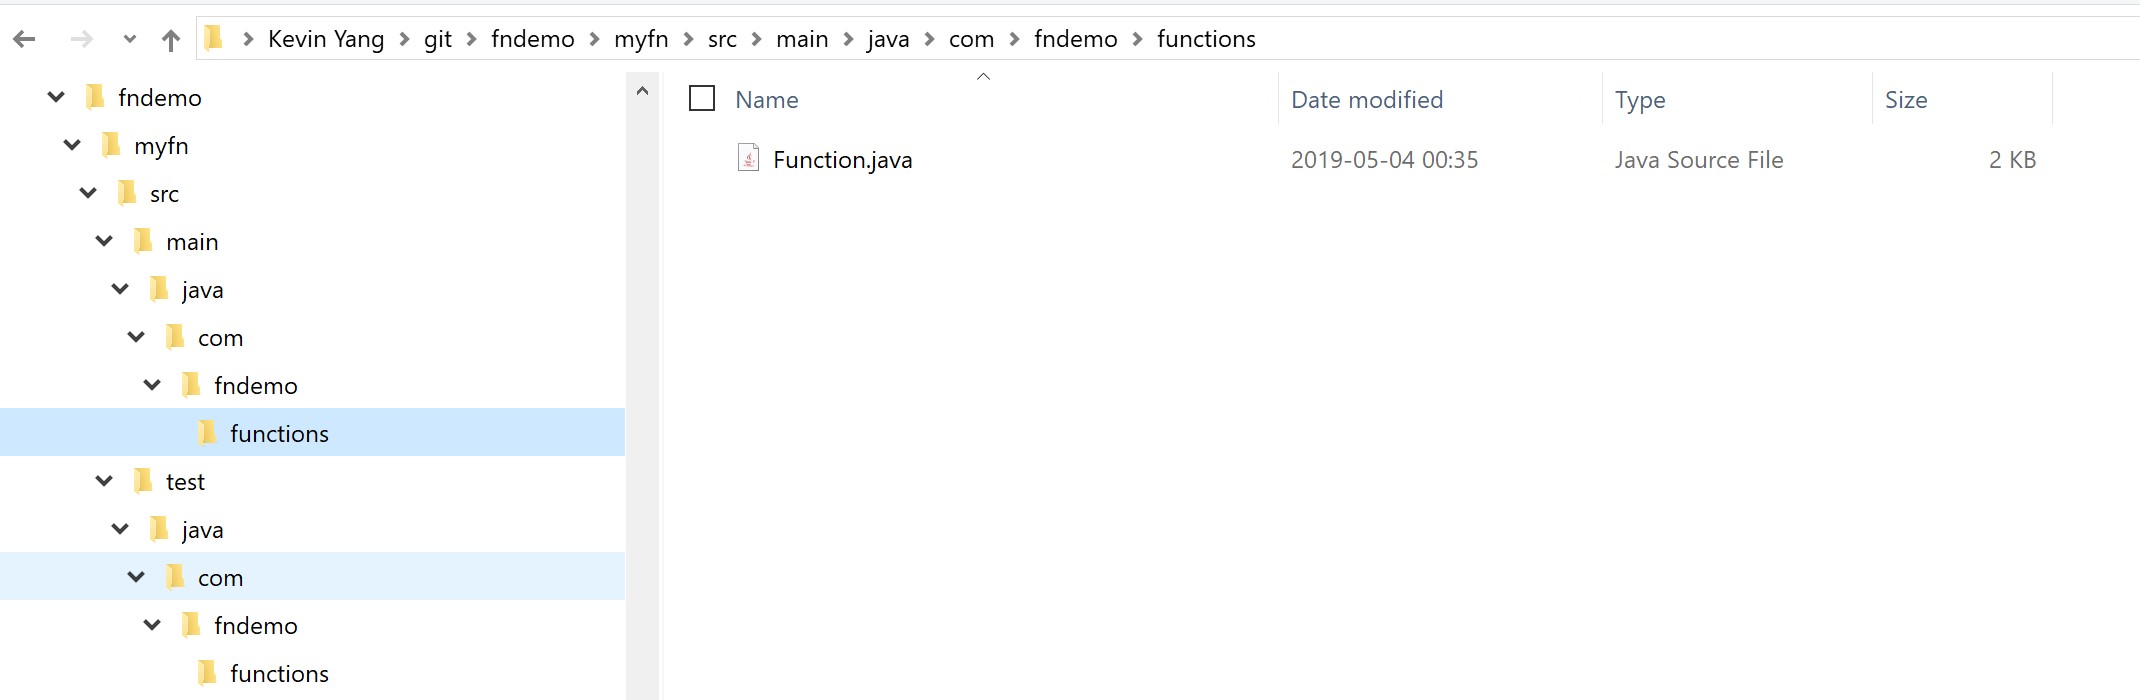 Kevin Yang > git > fndemo > myfn > src > main > java > com > fndemo > functions
fndemo
myfn
src
main
java
com
fndemo
functions
test
java
com
fndemo
functions
Name Date modified Type Size
Function.java 2019-05-04 00:35 Java Source File 2 KB